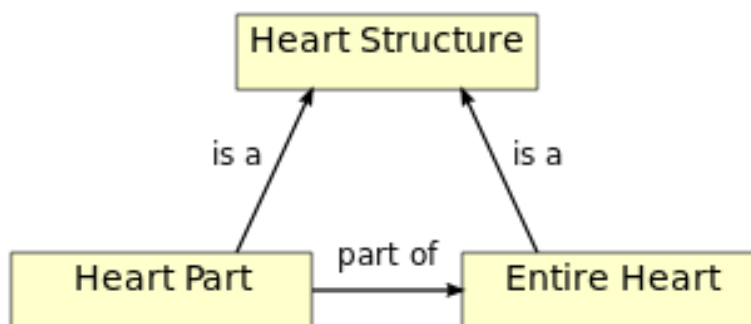 Heart Structure
is a
is a
part of
Heart Part
Entire Heart